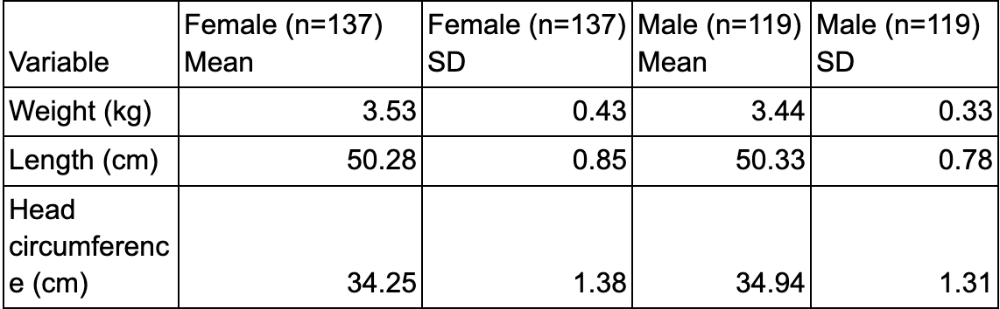 Variable Female (n=137) Mean Female (n=137) SD Male (n=119) Mean Male (n=119) SD
Weight (kg) 3.53 0.43 3.44 0.33
Length (cm) 50.28 0.85 50.33 0.78
Head
circumferenc
e (cm) 34.25 1.38 34.94 1.31